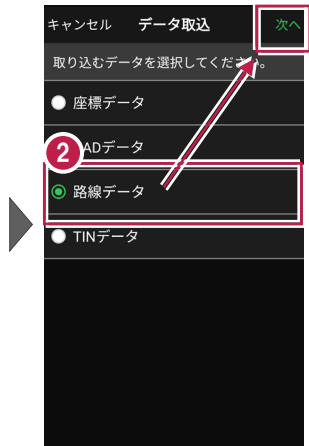 キャンセル データ取込 次へ
取り込むデータを選択してください。
座標データ
2 ADデータ
路線データ
TINデータ